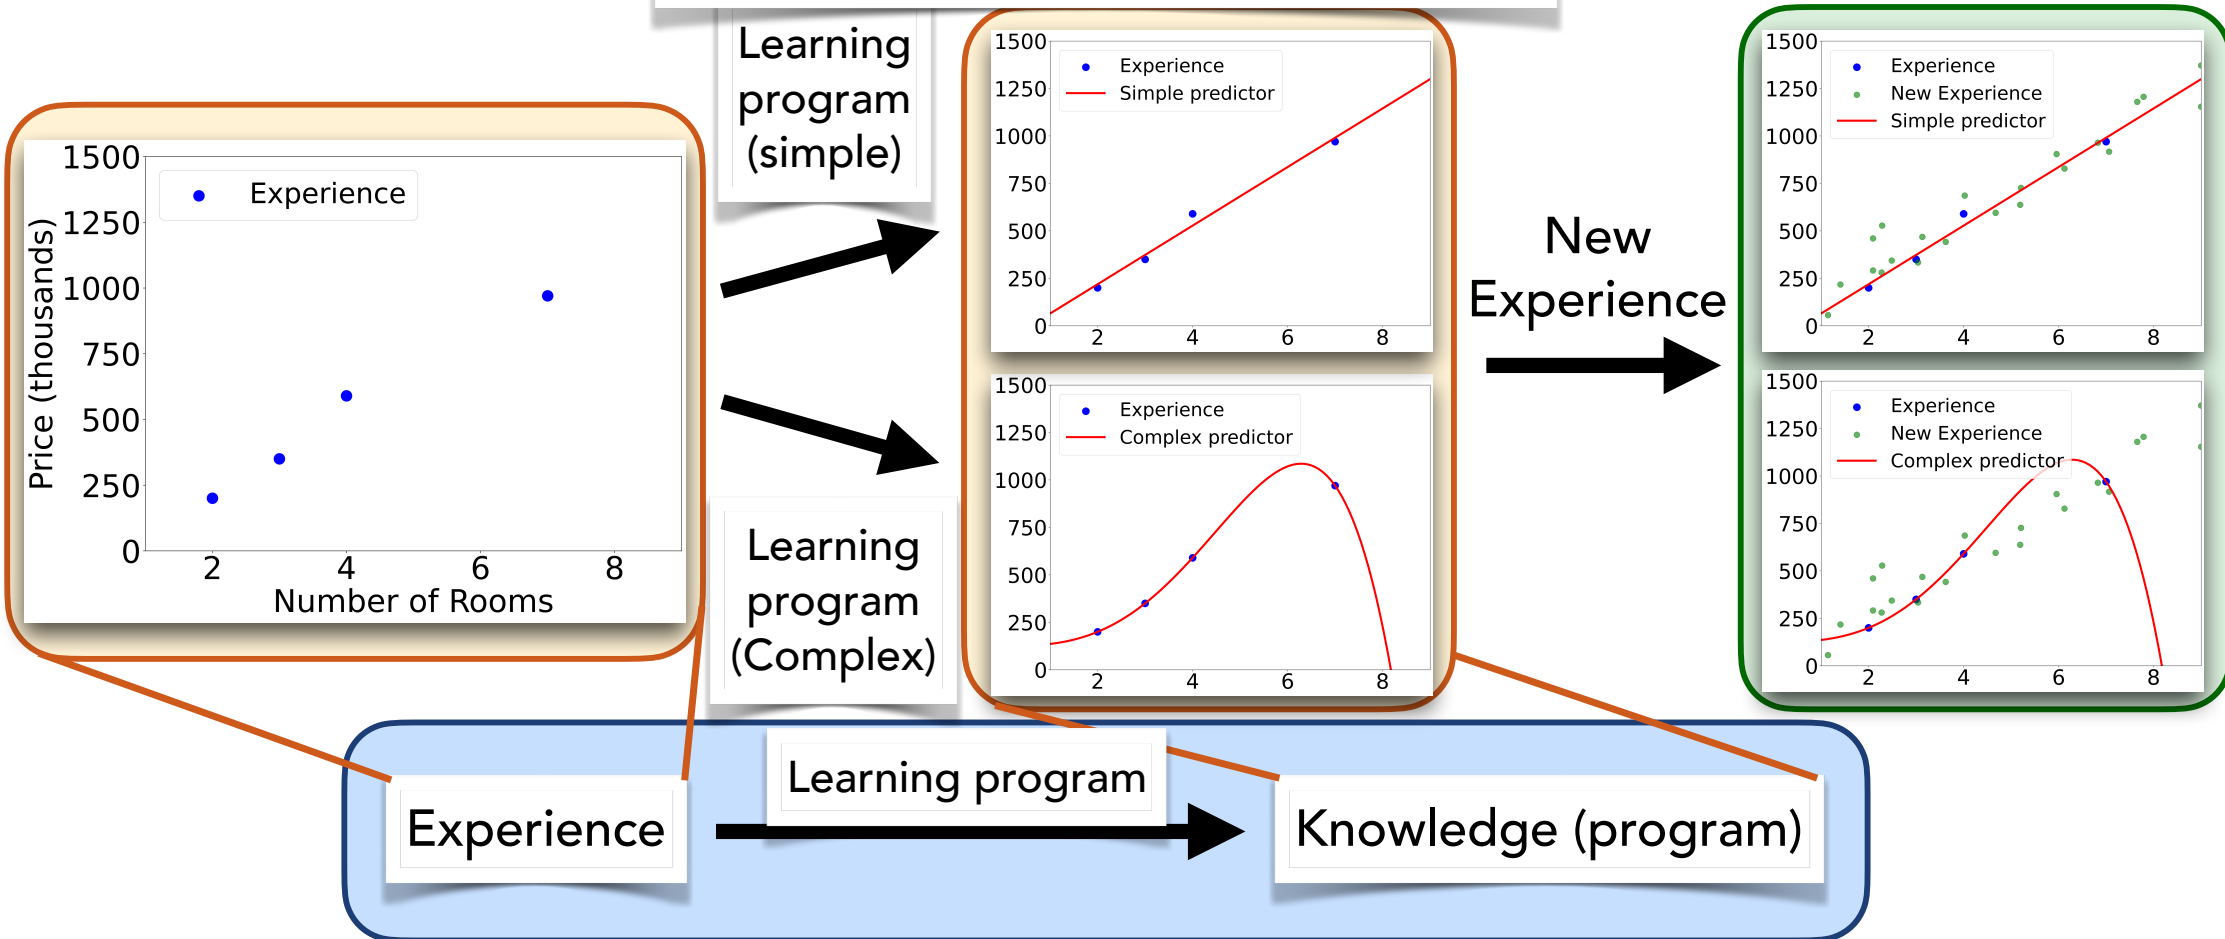 Learning
program
(simple)
1500
1250
1000
750
500
250
0
Price (thousands)
Experience
2 4 6 8
Number of Rooms
Learning
program
(Complex)
1500
1250
1000
750
500
250
0
Experience
Simple predictor
2 4 6 8
1500
1250
1000
750
500
250
0
Experience
Complex predictor
2 4 6 8
New
Experience
1500
1250
1000
750
500
250
0
Experience
New Experience
Simple predictor
2 4 6 8
1500
1250
1000
750
500
250
0
Experience
New Experience
Complex predictor
2 4 6 8
Experience
Learning program
Knowledge (program)